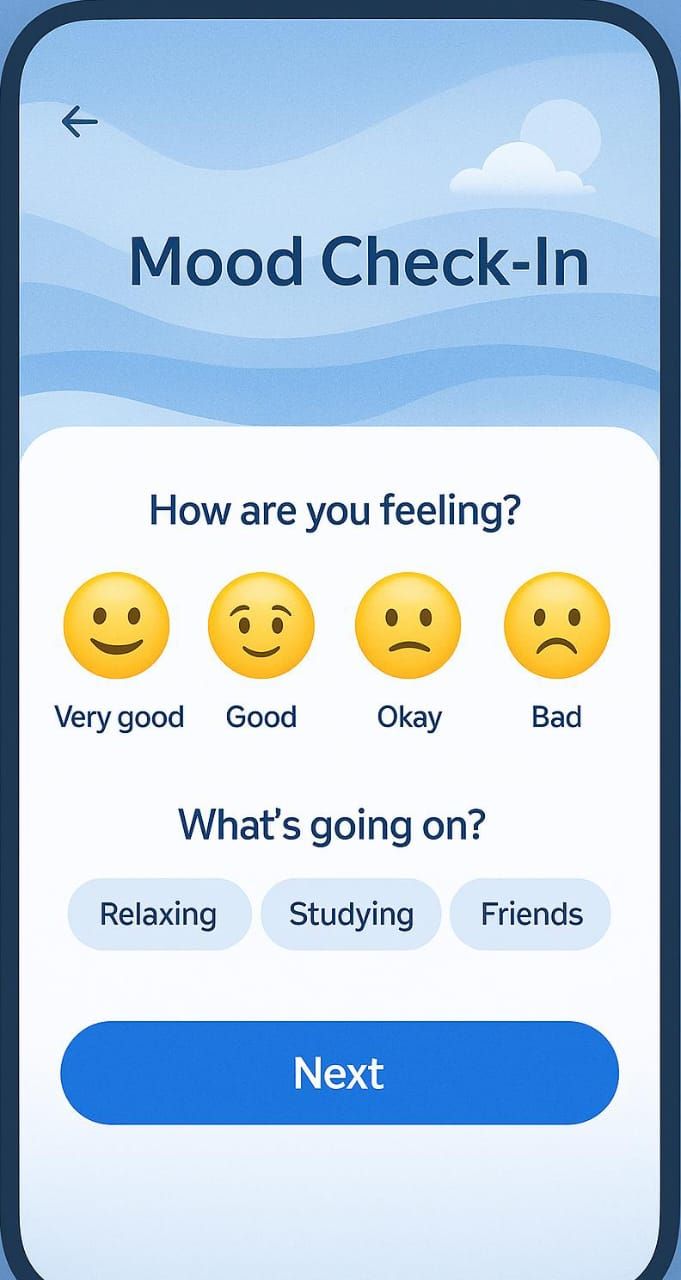 Mood Check-In
How are you feeling?
Very good Good Okay Bad
What's going on?
Relaxing Studying Friends
Next